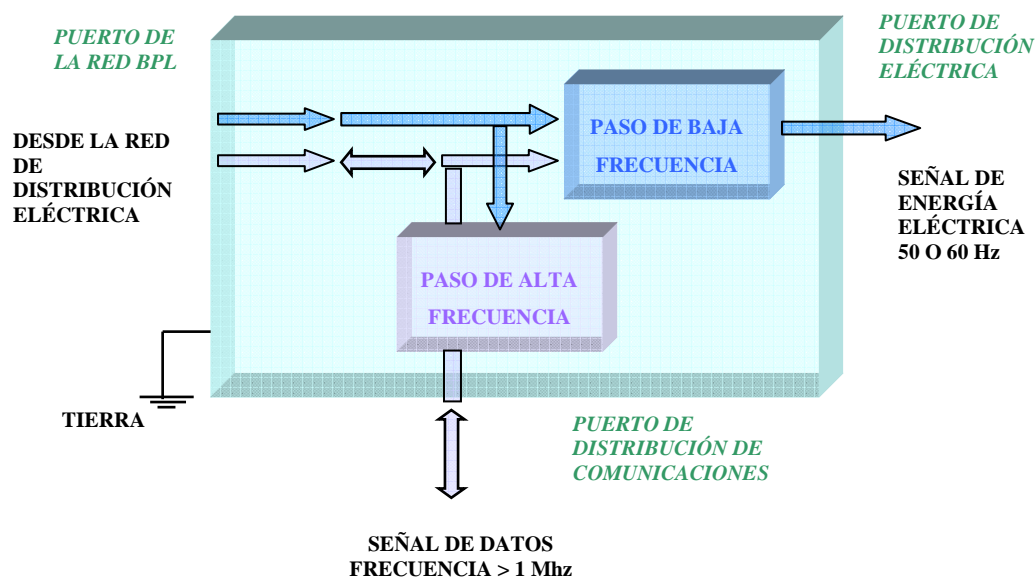 PUERTO DE
LA RED BPL
PUERTO DE
DISTRIBUCIÓN
ELÉCTRICA
DESDE LA RED
DE
DISTRIBUCIÓN
ELÉCTRICA
PASO DE BAJA
FRECUENCIA
SEÑAL DE
ENERGÍA
ELÉCTRICA
50 O 60 Hz
PASO DE ALTA
FRECUENCIA
TIERRA
PUERTO DE
DISTRIBUCIÓN DE
COMUNICACIONES
SEÑAL DE DATOS
FRECUENCIA > 1 Mhz